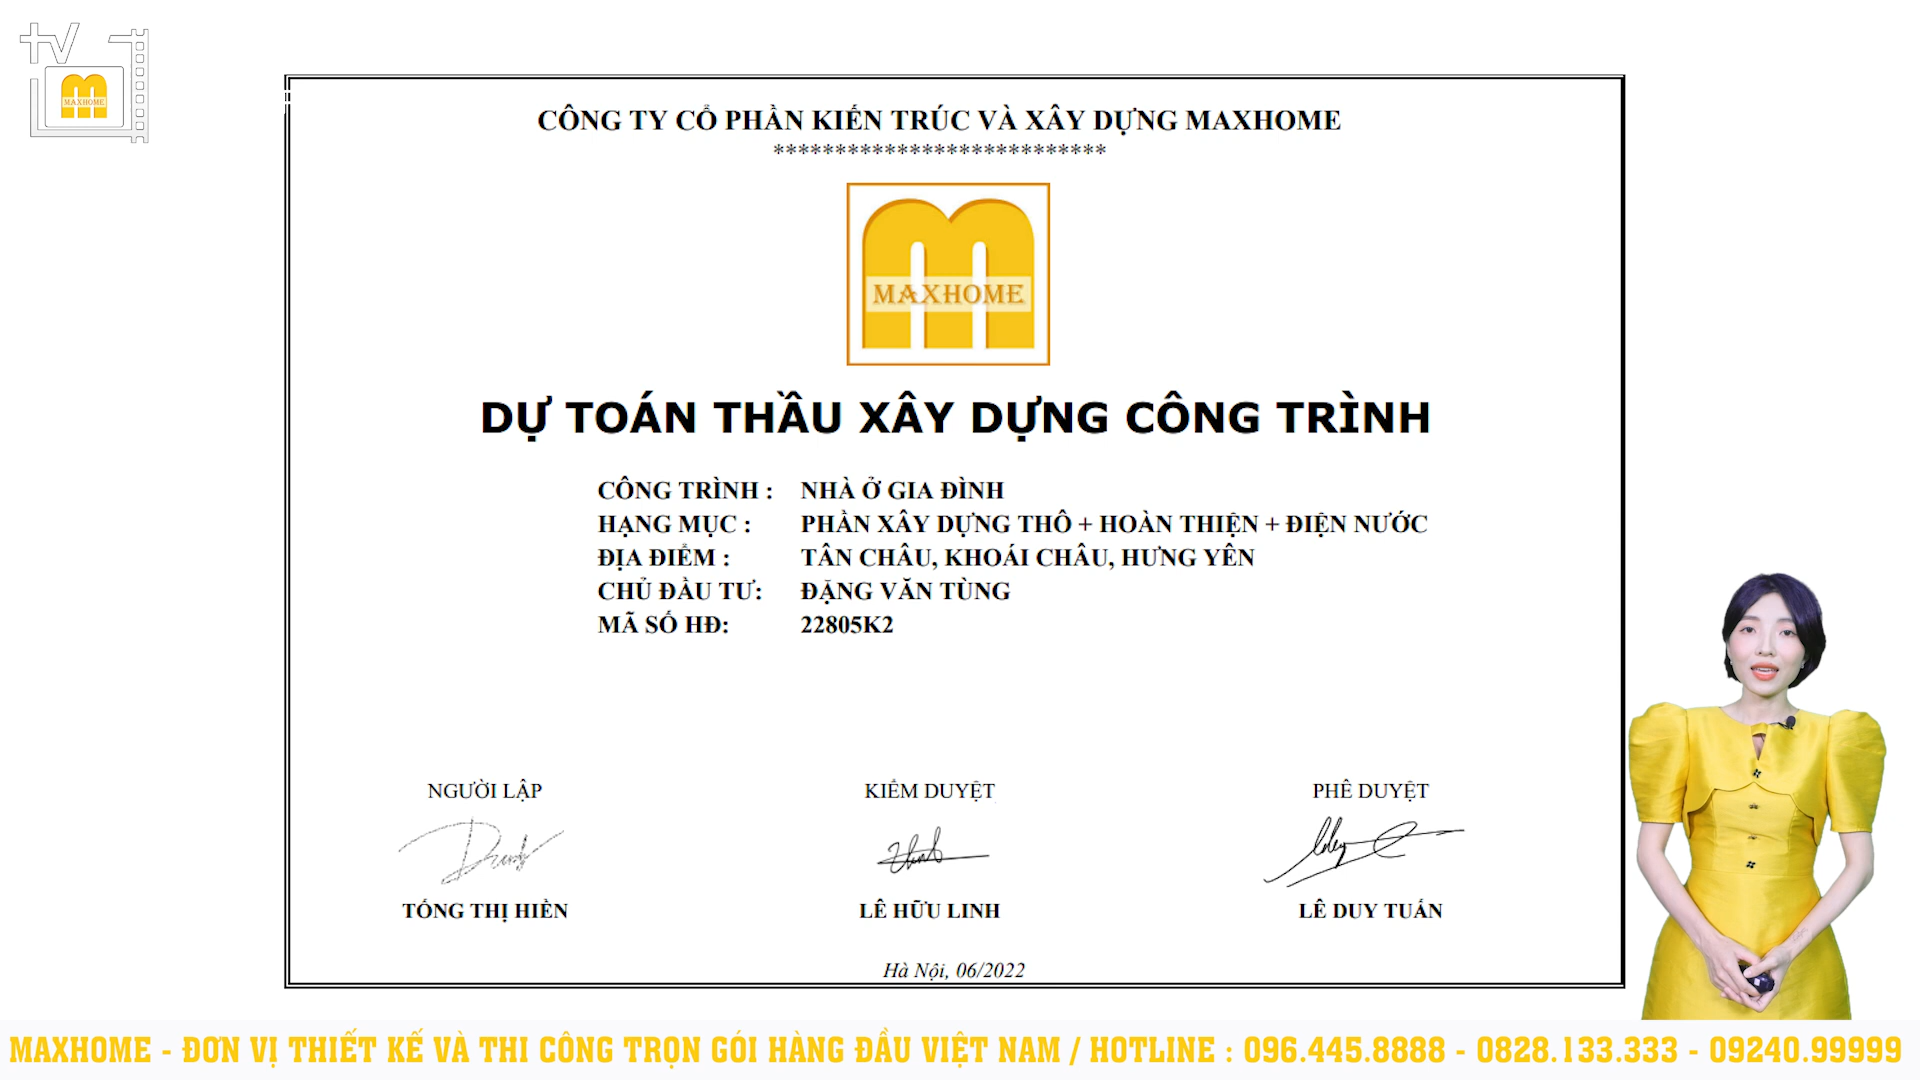 tv
MAXHOME
CÔNG TY CỔ PHẦN KIẾN TRÚC VÀ XÂY DỰNG MAXHOME
***************************
MAXHOME
DỰ TOÁN THẦU XÂY DỰNG CÔNG TRÌNH
CÔNG TRÌNH : NHÀ Ở GIA ĐÌNH
HẠNG MỤC : PHẦN XÂY DỰNG THÔ + HOÀN THIỆN + ĐIỆN NƯỚC
ĐỊA ĐIỂM : TÂN CHÂU, KHOÁI CHÂU, HƯNG YÊN
CHỦ ĐẦU TƯ: ĐẶNG VĂN TÙNG
MÃ SỐ HĐ: 22805K2
NGƯỜI LẬP KIỂM DUYỆT PHÊ DUYỆT
TỐNG THỊ HIỀN LÊ HỮU LINH LÊ DUY TUẤN
Hà Nội, 06/2022
MAXHOME - ĐƠN VỊ THIẾT KẾ VÀ THI CÔNG TRỌN GÓI HÀNG ĐẦU VIỆT NAM / HOTLINE : 096.445.8888 - 0828.133.333 - 09240.99999